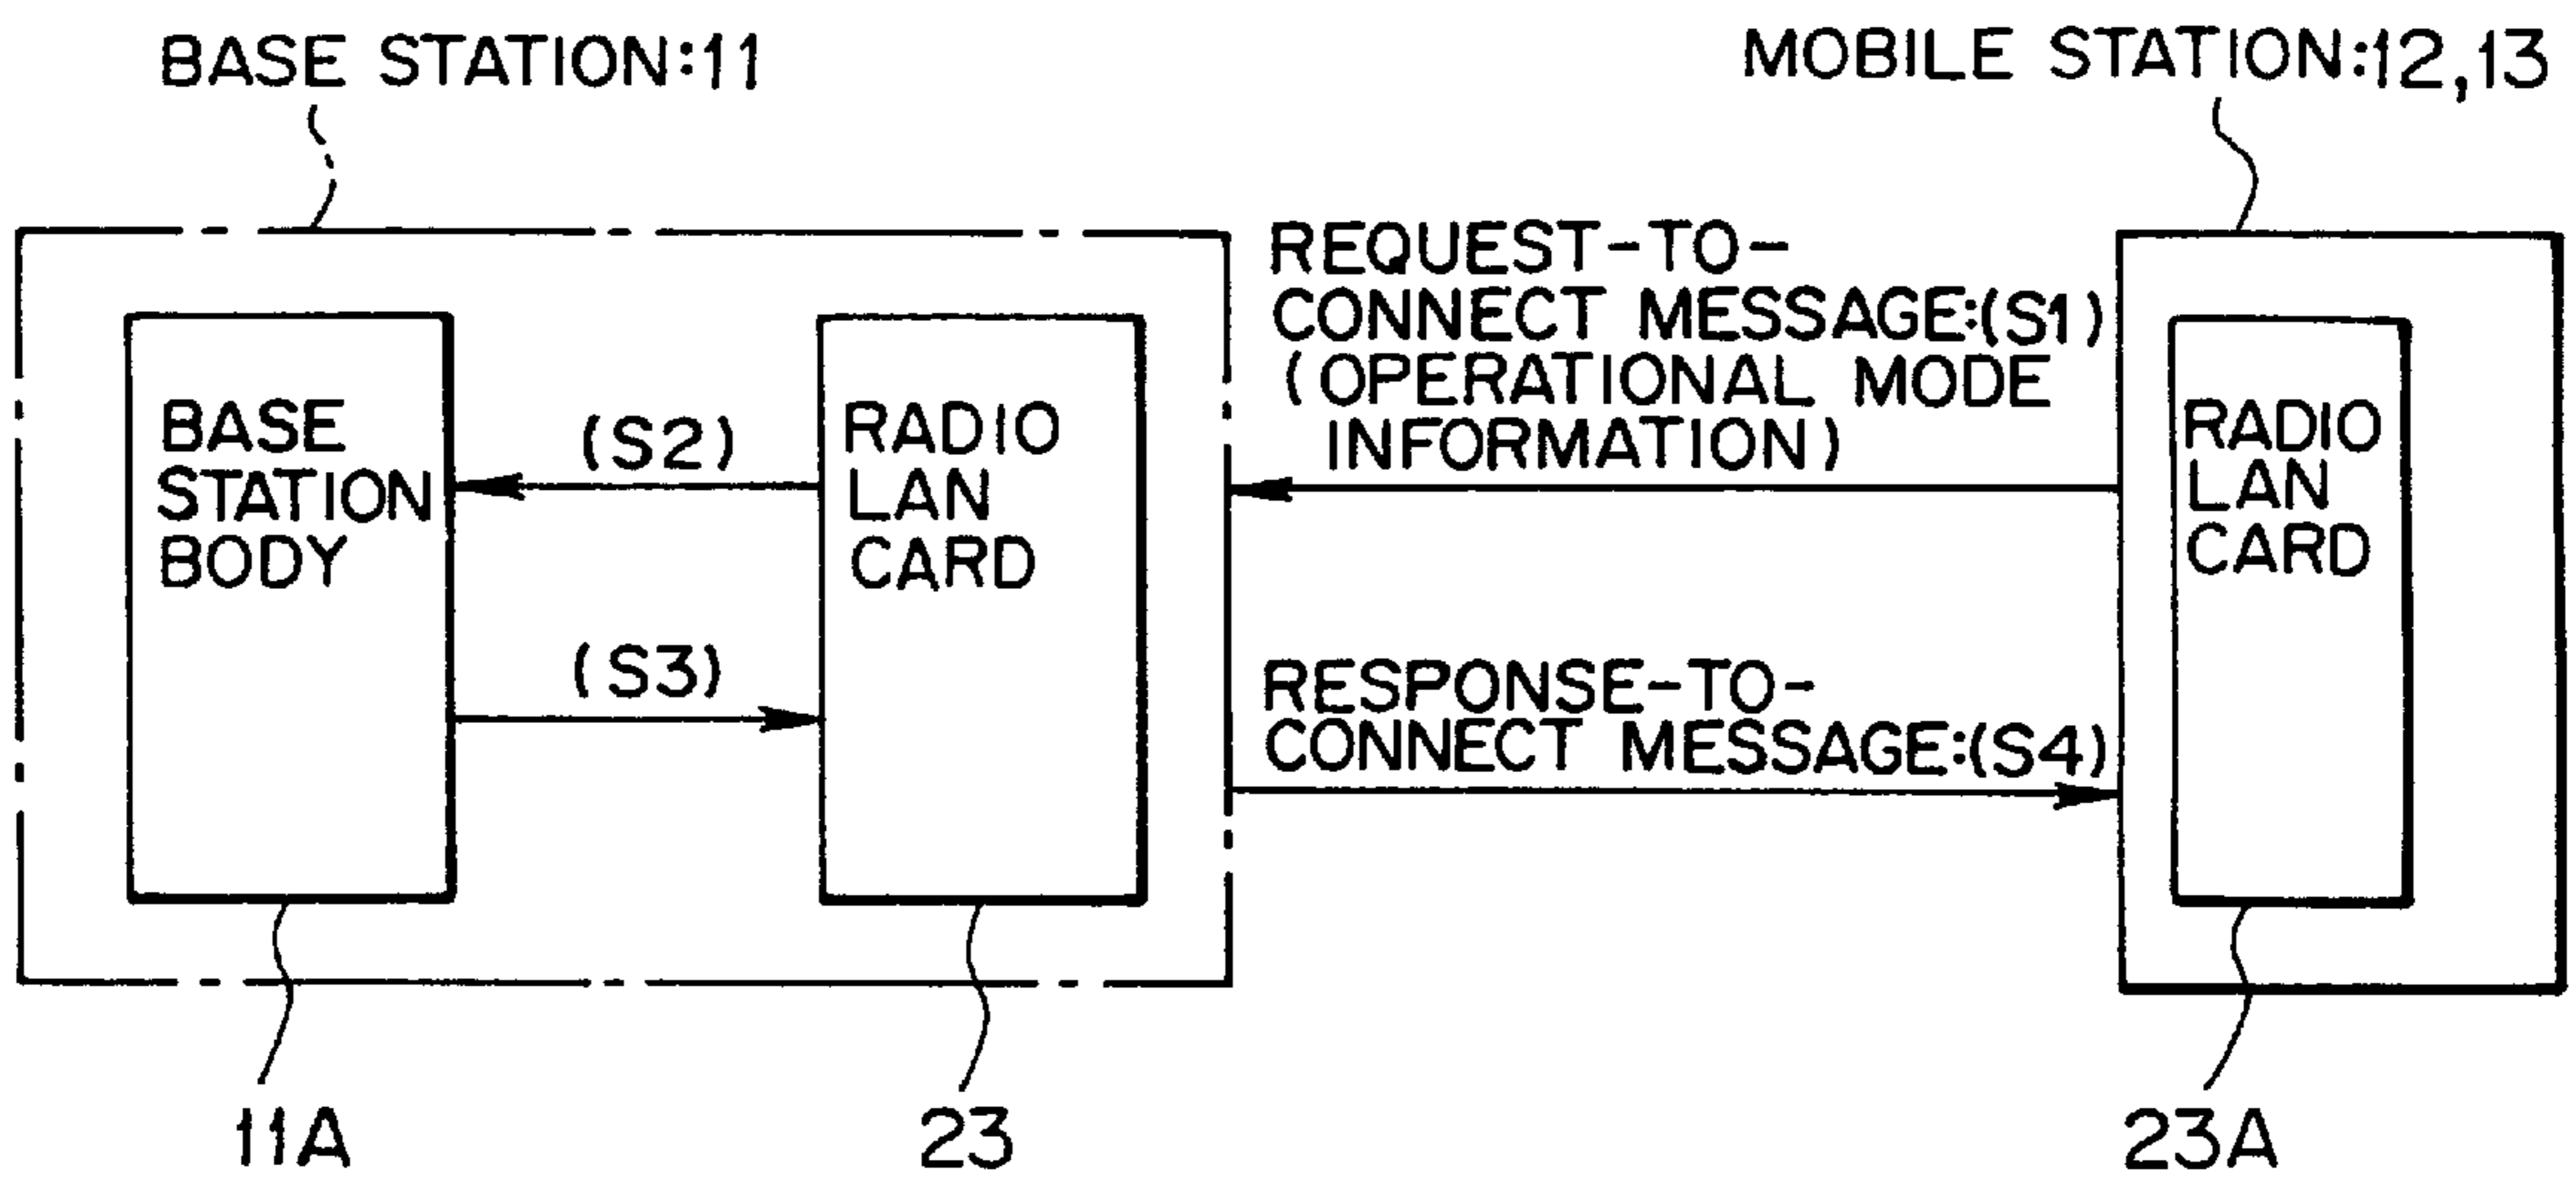 BASE STATION:11
MOBILE STATION:12,13
REQUEST-TO-
CONNECT MESSAGE:(S1)
(OPERATIONAL MODE
INFORMATION)
BASE
STATION
BODY
(S2)
(S3)
RADIO
LAN
CARD
RADIO
LAN
CARD
RESPONSE-TO-
CONNECT MESSAGE:(S4)
11A
23
23A